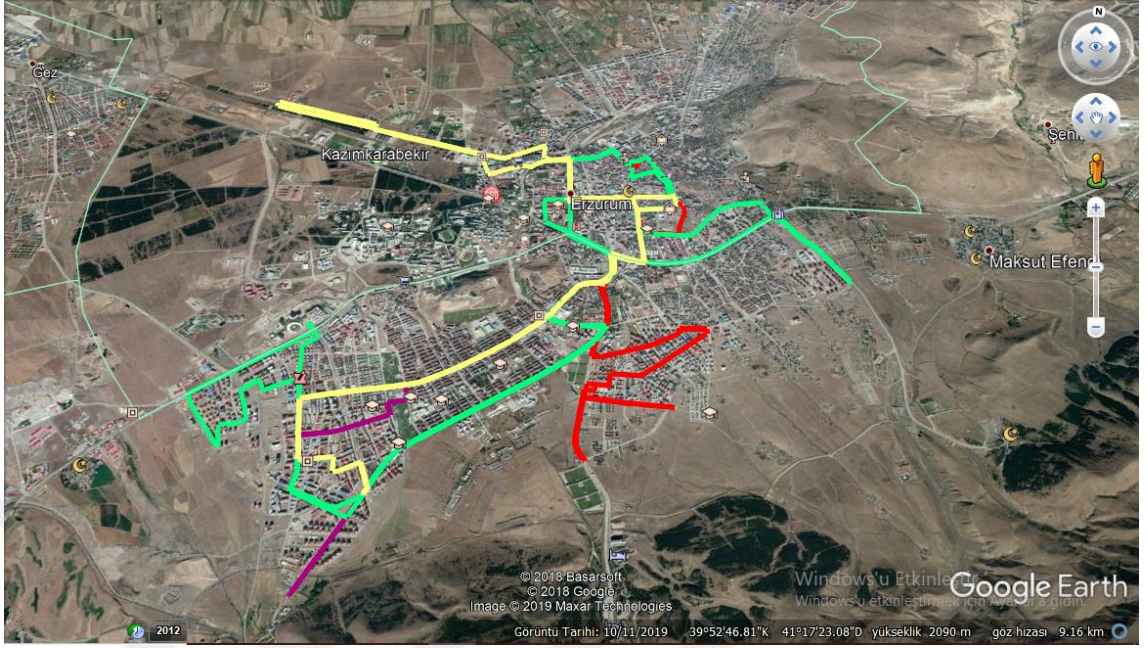 N
Gez
Şehi
Kazımkarabekir
Erzurum
Maksut Efend
© 2018 Basarsoft
© 2018 Google
Image © 2019 Maxar Technologies
Windows'u Etkinleştir
Windows'u etkinleştirmek için Ayarlar'a gidin.
Google Earth
2012
Görüntü Tarihi: 10/11/2019 39°52'46.81"K 41°17'23.08"D yükseklik 2090 m göz hizası 9.16 km